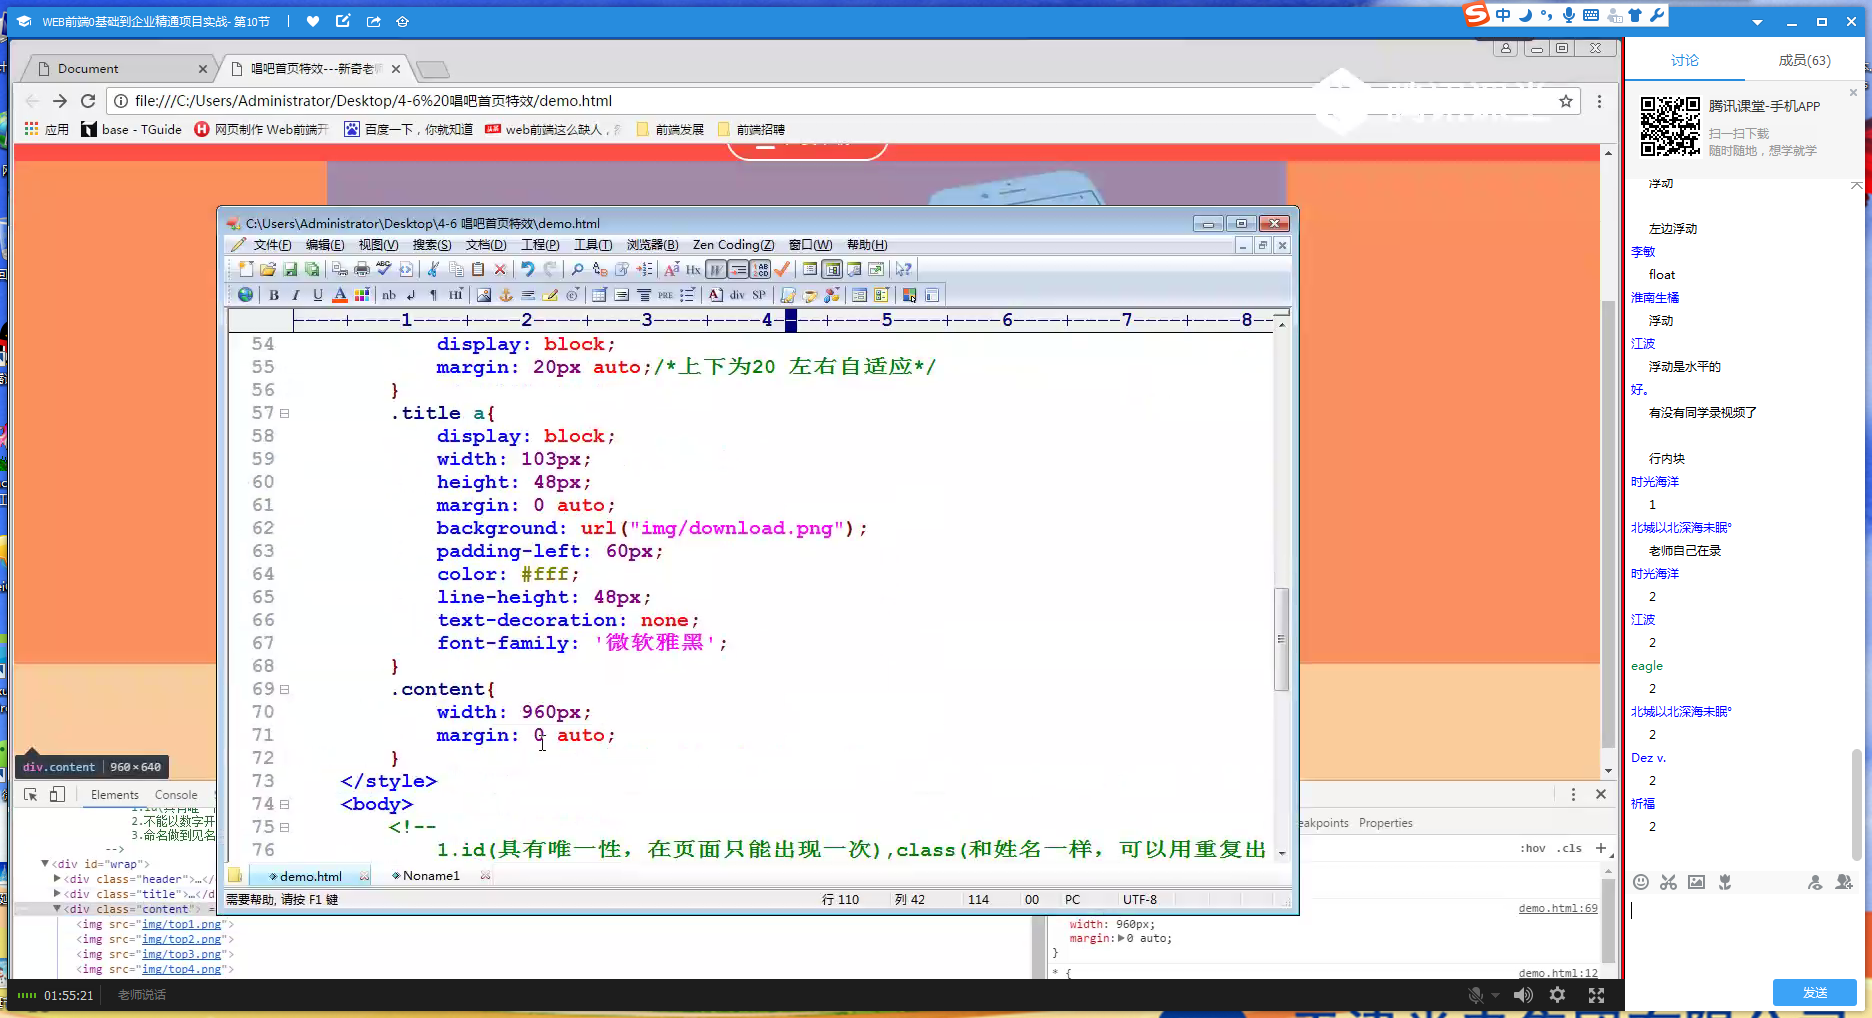 WEB前端0基础到企业精通项目实战- 第10节
中
Document
唱吧首页特效---新奇老师
file:///C:/Users/Administrator/Desktop/4-6%20唱吧首页特效/demo.html
应用
base - TGuide
网页制作 Web前端开
百度一下，你就知道
web前端这么缺人，
前端发展
前端招聘
C:\Users\Administrator\Desktop\4-6 唱吧首页特效\demo.html
文件(F) 编辑(E) 视图(V) 搜索(S) 文档(D) 工程(P) 工具(T) 浏览器(B) Zen Coding(Z) 窗口(W) 帮助(H)
----+----1----+----2----+----3----+----4----+----5----+----6----+----7----+----8--
54 display: block;
55 margin: 20px auto;/*上下为20 左右自适应*/
56 }
57 .title a{
58 display: block;
59 width: 103px;
60 height: 48px;
61 margin: 0 auto;
62 background: url("img/download.png");
63 padding-left: 60px;
64 color: #fff;
65 line-height: 48px;
66 text-decoration: none;
67 font-family: '微软雅黑';
68 }
69 .content{
70 width: 960px;
71 margin: 0 auto;
72 }
73 </style>
74 <body>
75 <!--
76 1.id(具有唯一性，在页面只能出现一次),class(和姓名一样，可以用重复出
demo.html
Noname1
需要帮助, 请按 F1 键
行 110 列 42 114 00 PC UTF-8
div.content 960×640
Elements Console
2.不能以数字开
3.命名做到见名
-->
▼<div id="wrap">
▶<div class="header">…</
▶<div class="title">…</d
▼<div class="content"> =
<img src="img/top1.png">
<img src="img/top2.png">
<img src="img/top3.png">
<img src="img/top4.png">
eakpoints Properties
:hov .cls +
demo.html:69
width: 960px;
margin:▶0 auto;
}
* {
demo.html:12
01:55:21 老师说话
讨论 成员(63)
腾讯课堂-手机APP
扫一扫下载
随时随地，想学就学
浮动
左边浮动
李敏
float
淮南生橘
浮动
江波
浮动是水平的
好。
有没有同学录视频了
行内块
时光海洋
1
北城以北深海未眠°
老师自己在录
时光海洋
2
江波
2
eagle
2
北城以北深海未眠°
2
Dez v.
2
祈福
2
发送